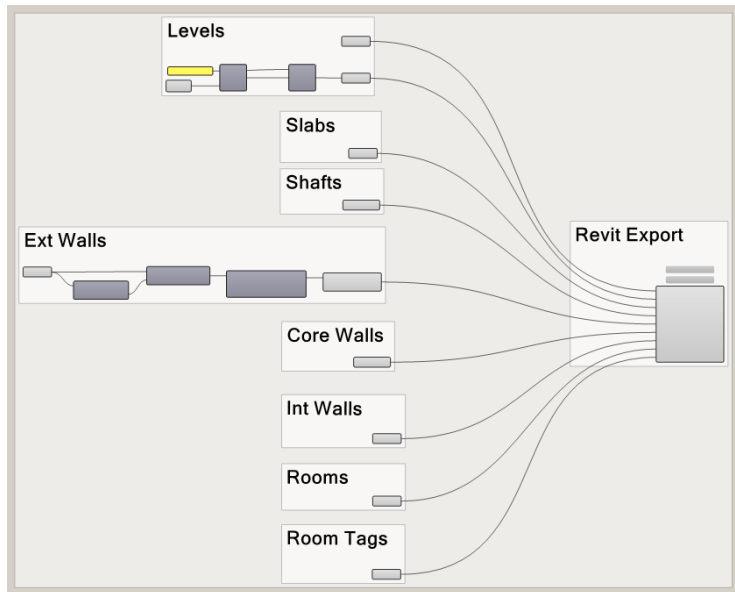 Levels
Slabs
Shafts
Ext Walls
Revit Export
Core Walls
Int Walls
Rooms
Room Tags